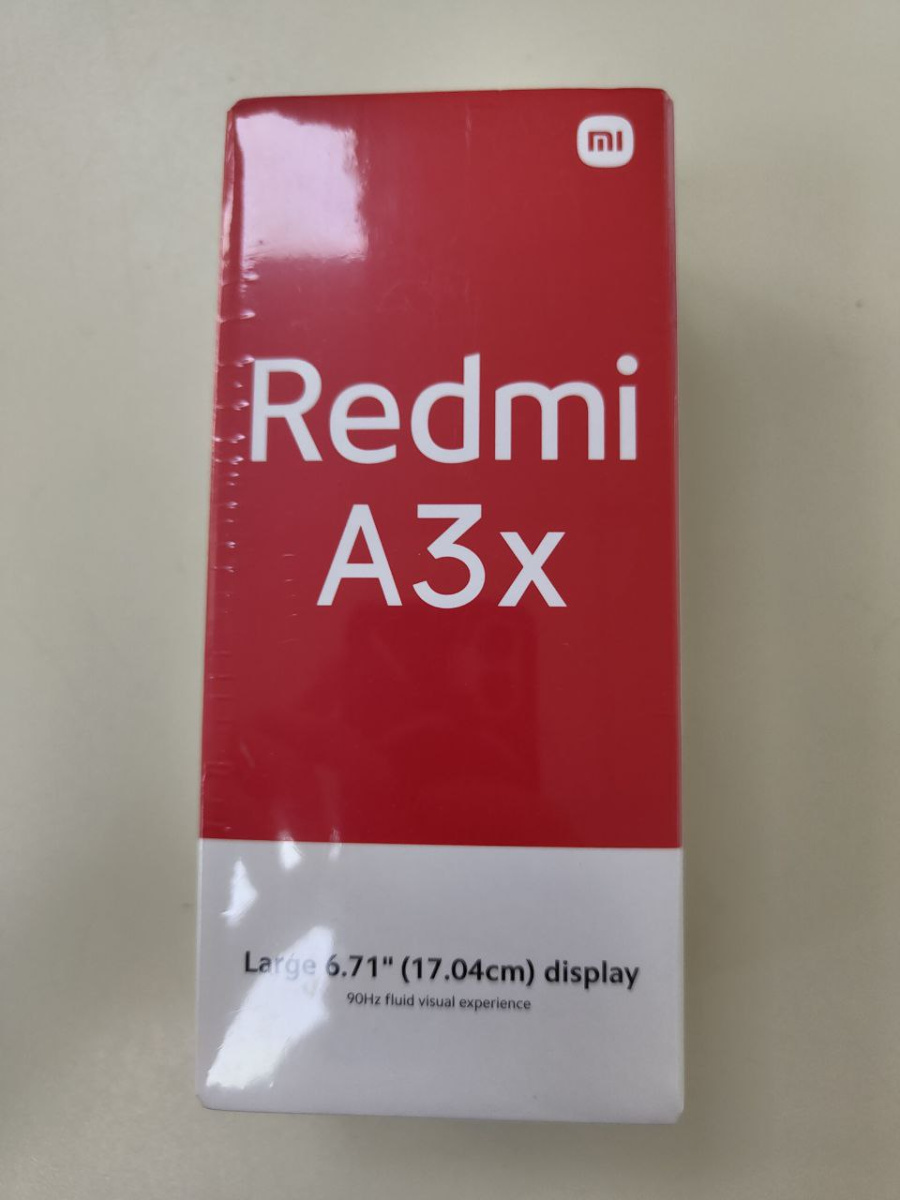 mi
Redmi
A3x
Large 6.71" (17.04cm) display
90Hz fluid visual experience